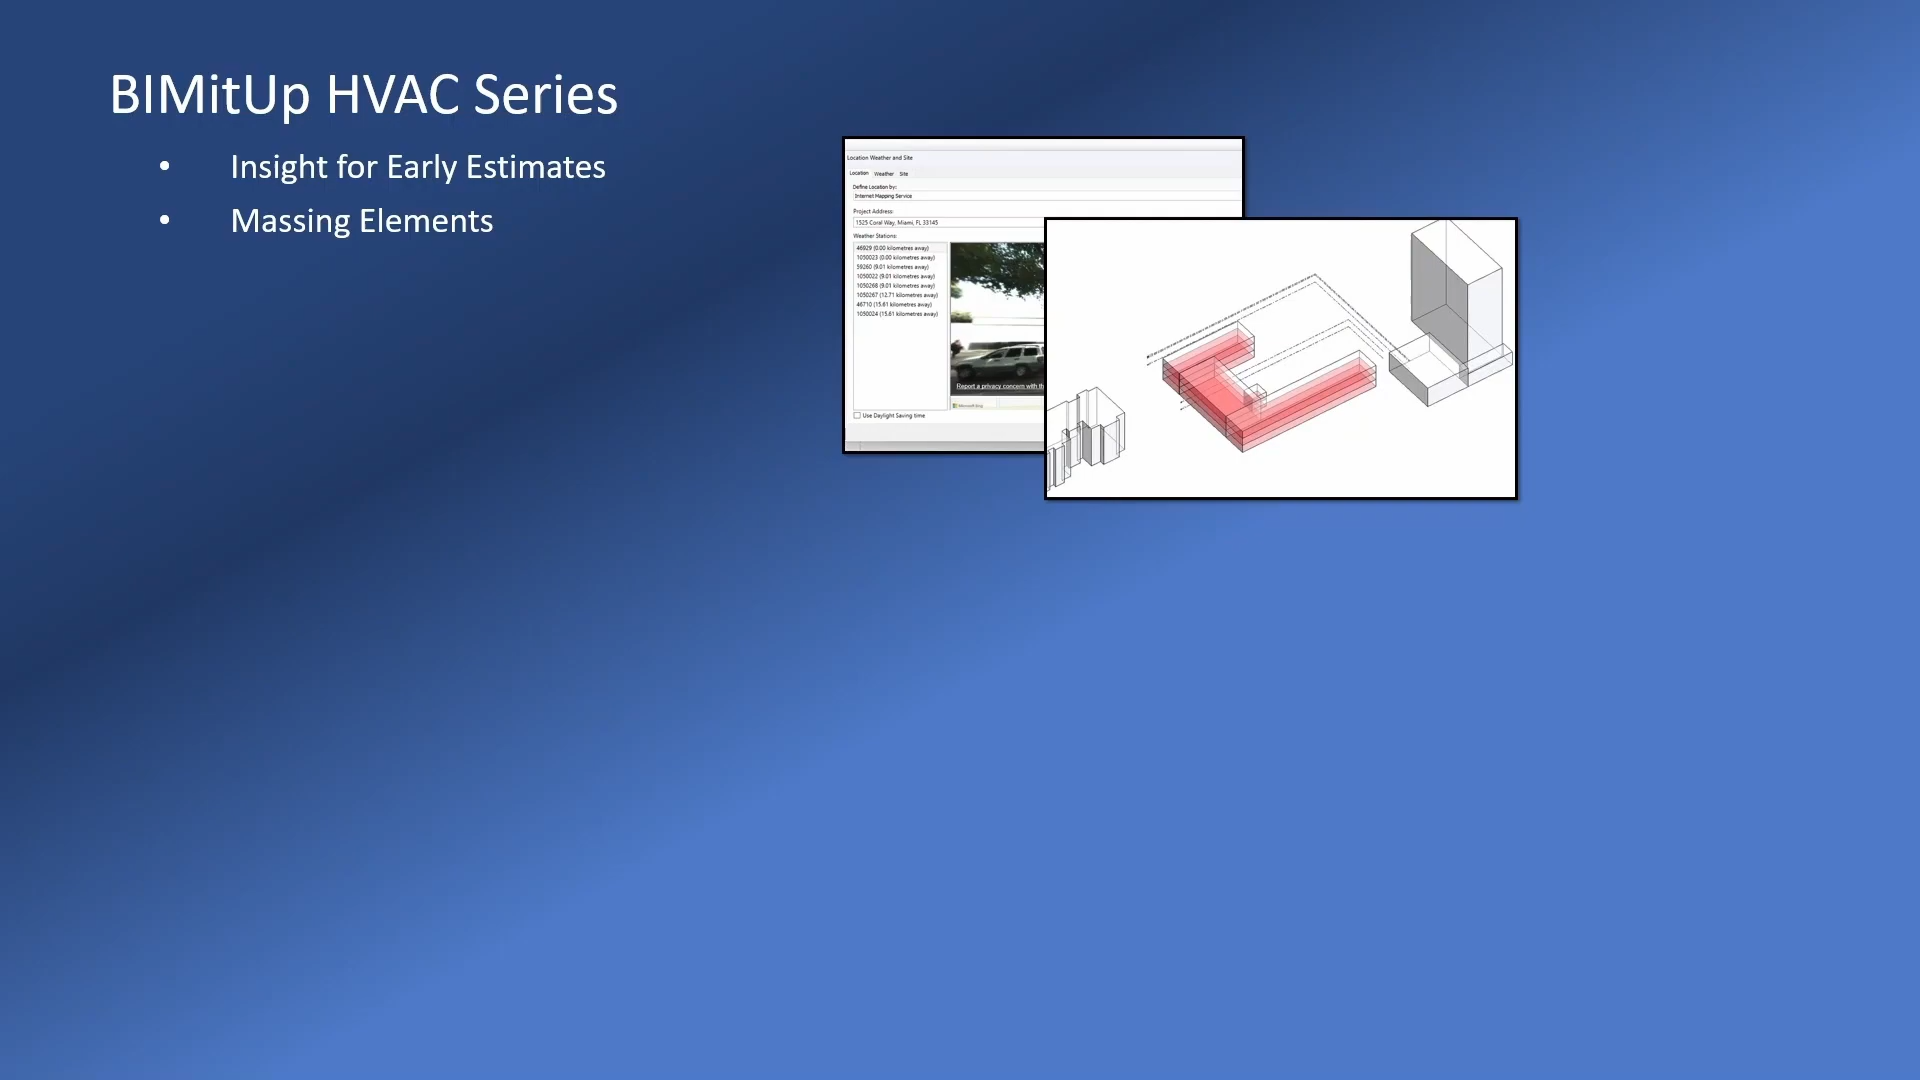 BIMitUp HVAC Series
• Insight for Early Estimates
• Massing Elements
Location Weather and Site
Location Weather Site
Define Location by:
Internet Mapping Service
Project Address:
1525 Coral Way, Miami, FL 33145
Weather Stations:
46929 (0.00 kilometres away)
1050023 (0.00 kilometres away)
59260 (9.01 kilometres away)
1050022 (9.01 kilometres away)
1050268 (9.01 kilometres away)
1050267 (12.71 kilometres away)
46710 (15.61 kilometres away)
1050024 (15.61 kilometres away)
Report a privacy concern with th
Microsoft Bing
Use Daylight Saving time